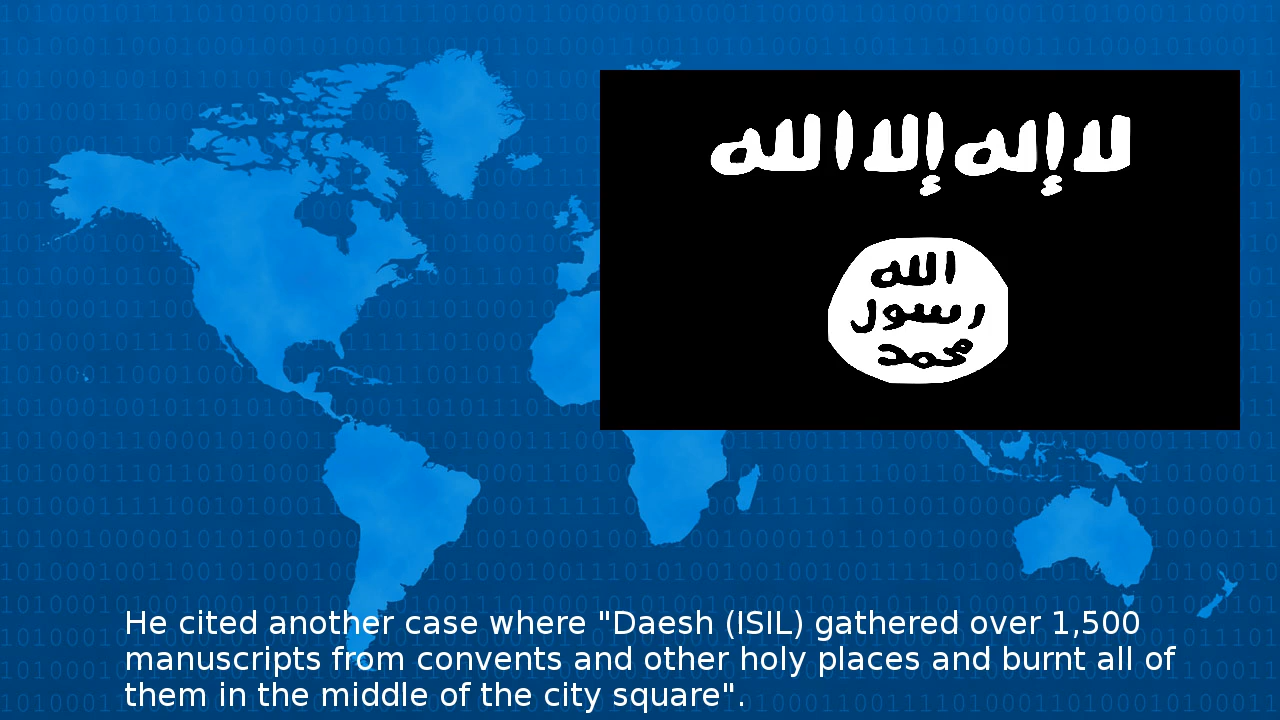 لا إله إلا الله
الله
رسول
محمد
He cited another case where "Daesh (ISIL) gathered over 1,500
manuscripts from convents and other holy places and burnt all of
them in the middle of the city square".